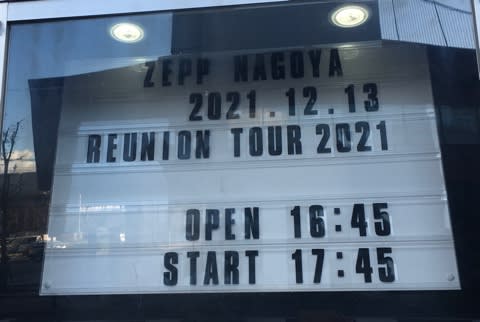 ZEPP NAGOYA
2021.12.13
REUNION TOUR 2021
OPEN 16:45
START 17:45